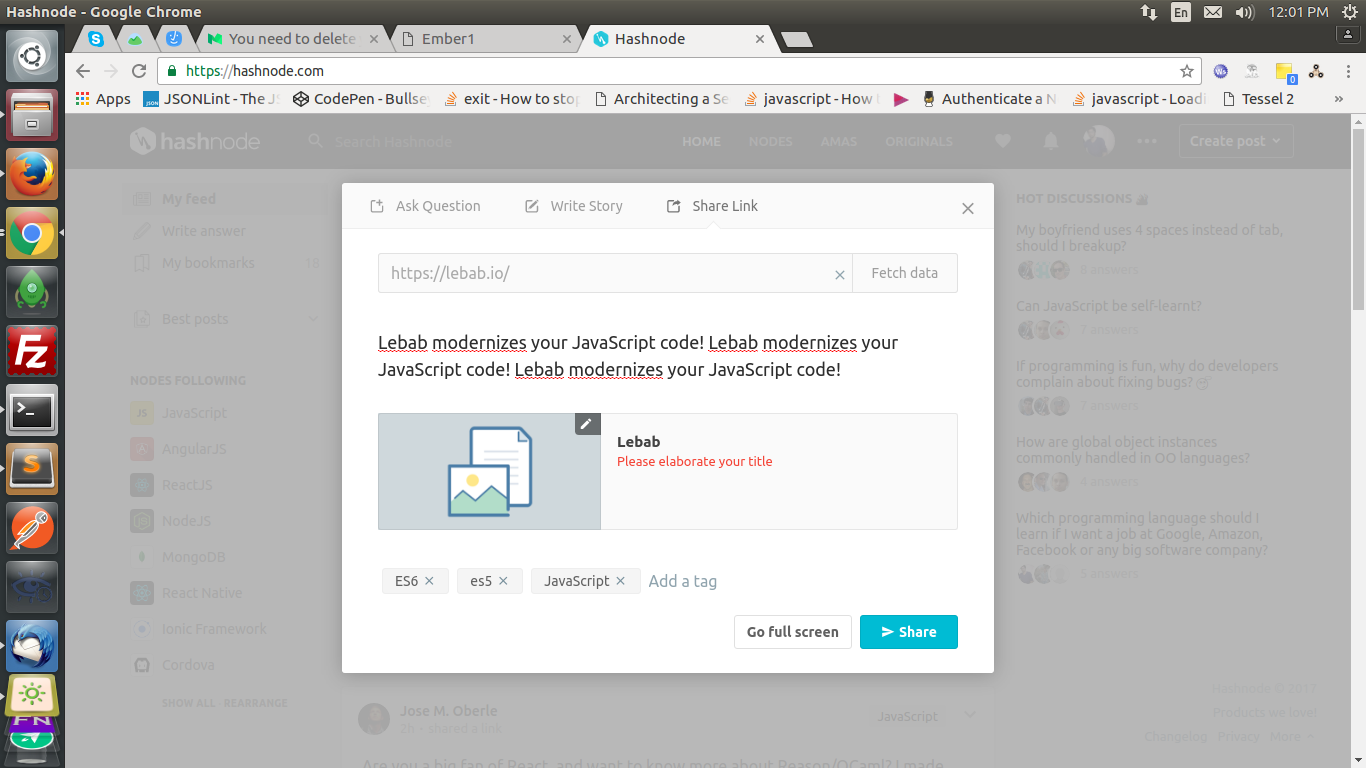 Hashnode - Google Chrome
En
12:01 PM
You need to delete
Ember1
Hashnode
https://hashnode.com
Apps
JSONLint - The JS
CodePen - Bullsey
exit - How to stop
Architecting a Se
javascript - How t
Authenticate a N
javascript - Loadi
Tessel 2
»
hashnode
Search Hashnode
HOME
NODES
AMAS
ORIGINALS
Create post
My feed
Write answer
My bookmarks
18
Best posts
NODES FOLLOWING
JS
JavaScript
AngularJS
ReactJS
NodeJS
MongoDB
React Native
Ionic Framework
Cordova
SHOW ALL
REARRANGE
Ask Question
Write Story
Share Link
https://lebab.io/
Fetch data
Lebab modernizes your JavaScript code! Lebab modernizes your
JavaScript code! Lebab modernizes your JavaScript code!
Lebab
Please elaborate your title
ES6
es5
JavaScript
Add a tag
Go full screen
Share
Jose M. Oberle
2h • shared a link
JavaScript
Are you a big fan of React, and want to know more about Reason/OCaml? I made
HOT DISCUSSIONS
My boyfriend uses 4 spaces instead of tab,
should I breakup?
answers
Can JavaScript be self-learnt?
7 answers
If programming is fun, why do developers
complain about fixing bugs?
7 answers
How are global object instances
commonly handled in OO languages?
4 answers
Which programming language should I
learn if I want a job at Google, Amazon,
Facebook or any big software company?
5 answers
Hashnode © 2017
Products we love!
Changelog
Privacy
More
Fz
S
FN
0